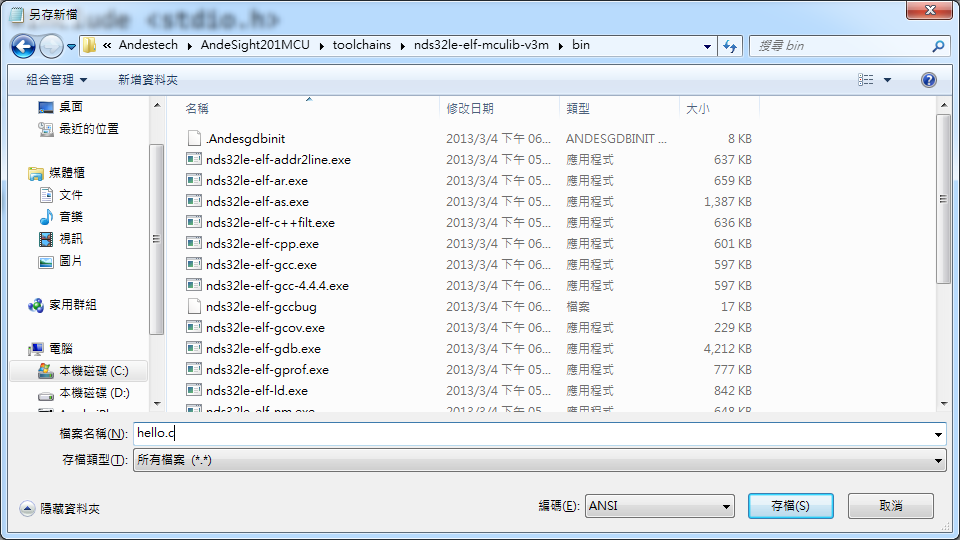 另存新檔
include <stdio.h>
« Andestech ▸ AndeSight201MCU ▸ toolchains ▸ nds32le-elf-mculib-v3m ▸ bin
搜尋 bin
組合管理 新增資料夾
名稱 修改日期 類型 大小
桌面
最近的位置
媒體櫃
文件
音樂
視訊
圖片
家用群組
電腦
本機磁碟 (C:)
本機磁碟 (D:)
.Andesgdbinit 2013/3/4 下午 06... ANDESGDBINIT ... 8 KB
nds32le-elf-addr2line.exe 2013/3/4 下午 05... 應用程式 637 KB
nds32le-elf-ar.exe 2013/3/4 下午 05... 應用程式 659 KB
nds32le-elf-as.exe 2013/3/4 下午 05... 應用程式 1,387 KB
nds32le-elf-c++filt.exe 2013/3/4 下午 05... 應用程式 636 KB
nds32le-elf-cpp.exe 2013/3/4 下午 06... 應用程式 601 KB
nds32le-elf-gcc.exe 2013/3/4 下午 06... 應用程式 597 KB
nds32le-elf-gcc-4.4.4.exe 2013/3/4 下午 06... 應用程式 597 KB
nds32le-elf-gccbug 2013/3/4 下午 06... 檔案 17 KB
nds32le-elf-gcov.exe 2013/3/4 下午 06... 應用程式 229 KB
nds32le-elf-gdb.exe 2013/3/4 下午 06... 應用程式 4,212 KB
nds32le-elf-gprof.exe 2013/3/4 下午 05... 應用程式 777 KB
nds32le-elf-ld.exe 2013/3/4 下午 05... 應用程式 842 KB
nds32le-elf-nm.exe 2013/3/4 下午 05... 應用程式 648 KB
檔案名稱(N): hello.c
存檔類型(T): 所有檔案 (*.*)
隱藏資料夾
編碼(E): ANSI
存檔(S)
取消